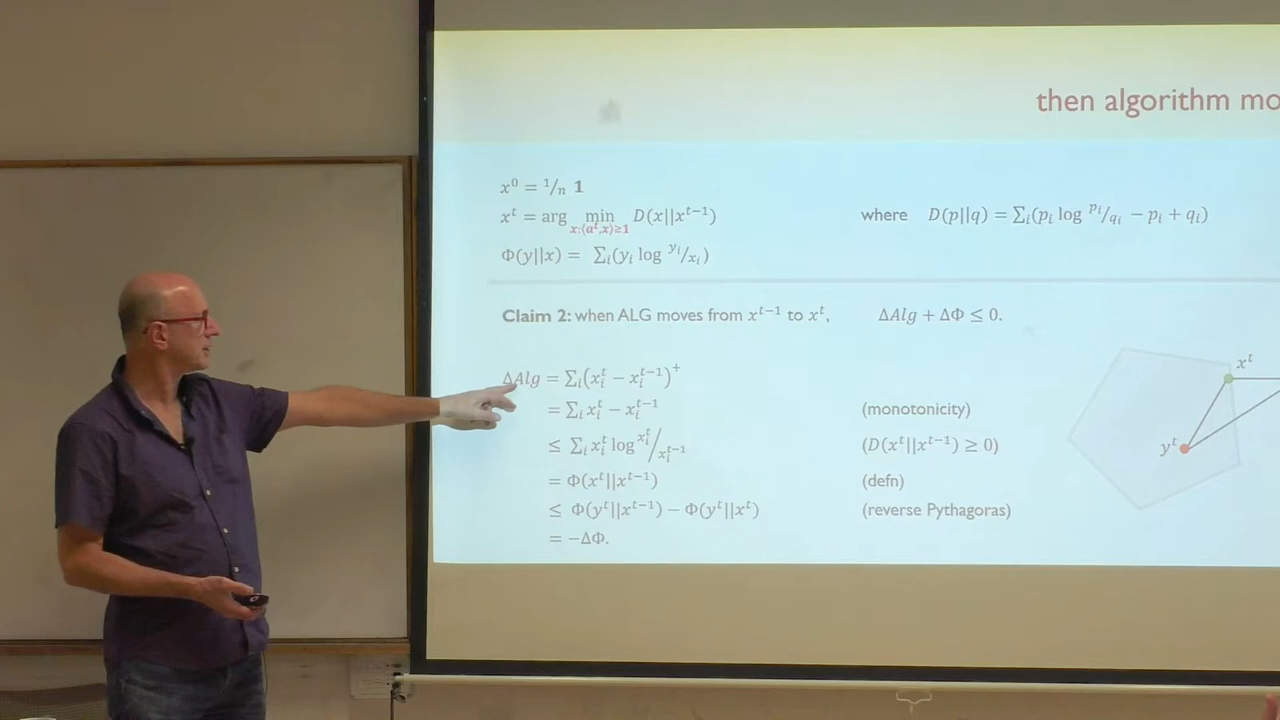 then algorithm mo
x⁰ = ¹/ₙ 𝟏
xᵗ = arg min_{x:⟨aᵗ,x⟩≥1} D(x||xᵗ⁻¹) where D(p||q) = ∑ᵢ(pᵢ log ᵖⁱ/qᵢ − pᵢ + qᵢ)
Φ(y||x) = ∑ᵢ(yᵢ log ʸⁱ/xᵢ)
Claim 2: when ALG moves from xᵗ⁻¹ to xᵗ, ΔAlg + ΔΦ ≤ 0.
ΔAlg = ∑ᵢ(xᵢᵗ − xᵢᵗ⁻¹)⁺
= ∑ᵢ xᵢᵗ − xᵢᵗ⁻¹ (monotonicity)
≤ ∑ᵢ xᵢᵗ log xᵢᵗ/xᵢᵗ⁻¹ (D(xᵗ||xᵗ⁻¹) ≥ 0)
= Φ(xᵗ||xᵗ⁻¹) (defn)
≤ Φ(yᵗ||xᵗ⁻¹) − Φ(yᵗ||xᵗ) (reverse Pythagoras)
= −ΔΦ.
xᵗ
yᵗ